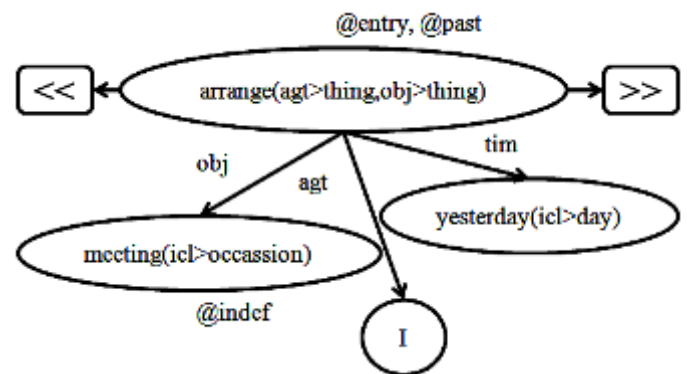 @entry, @past
<< arrange(agt>thing,obj>thing) >>
obj agt tim
meeting(icl>occassion) yesterday(icl>day)
@indef
I